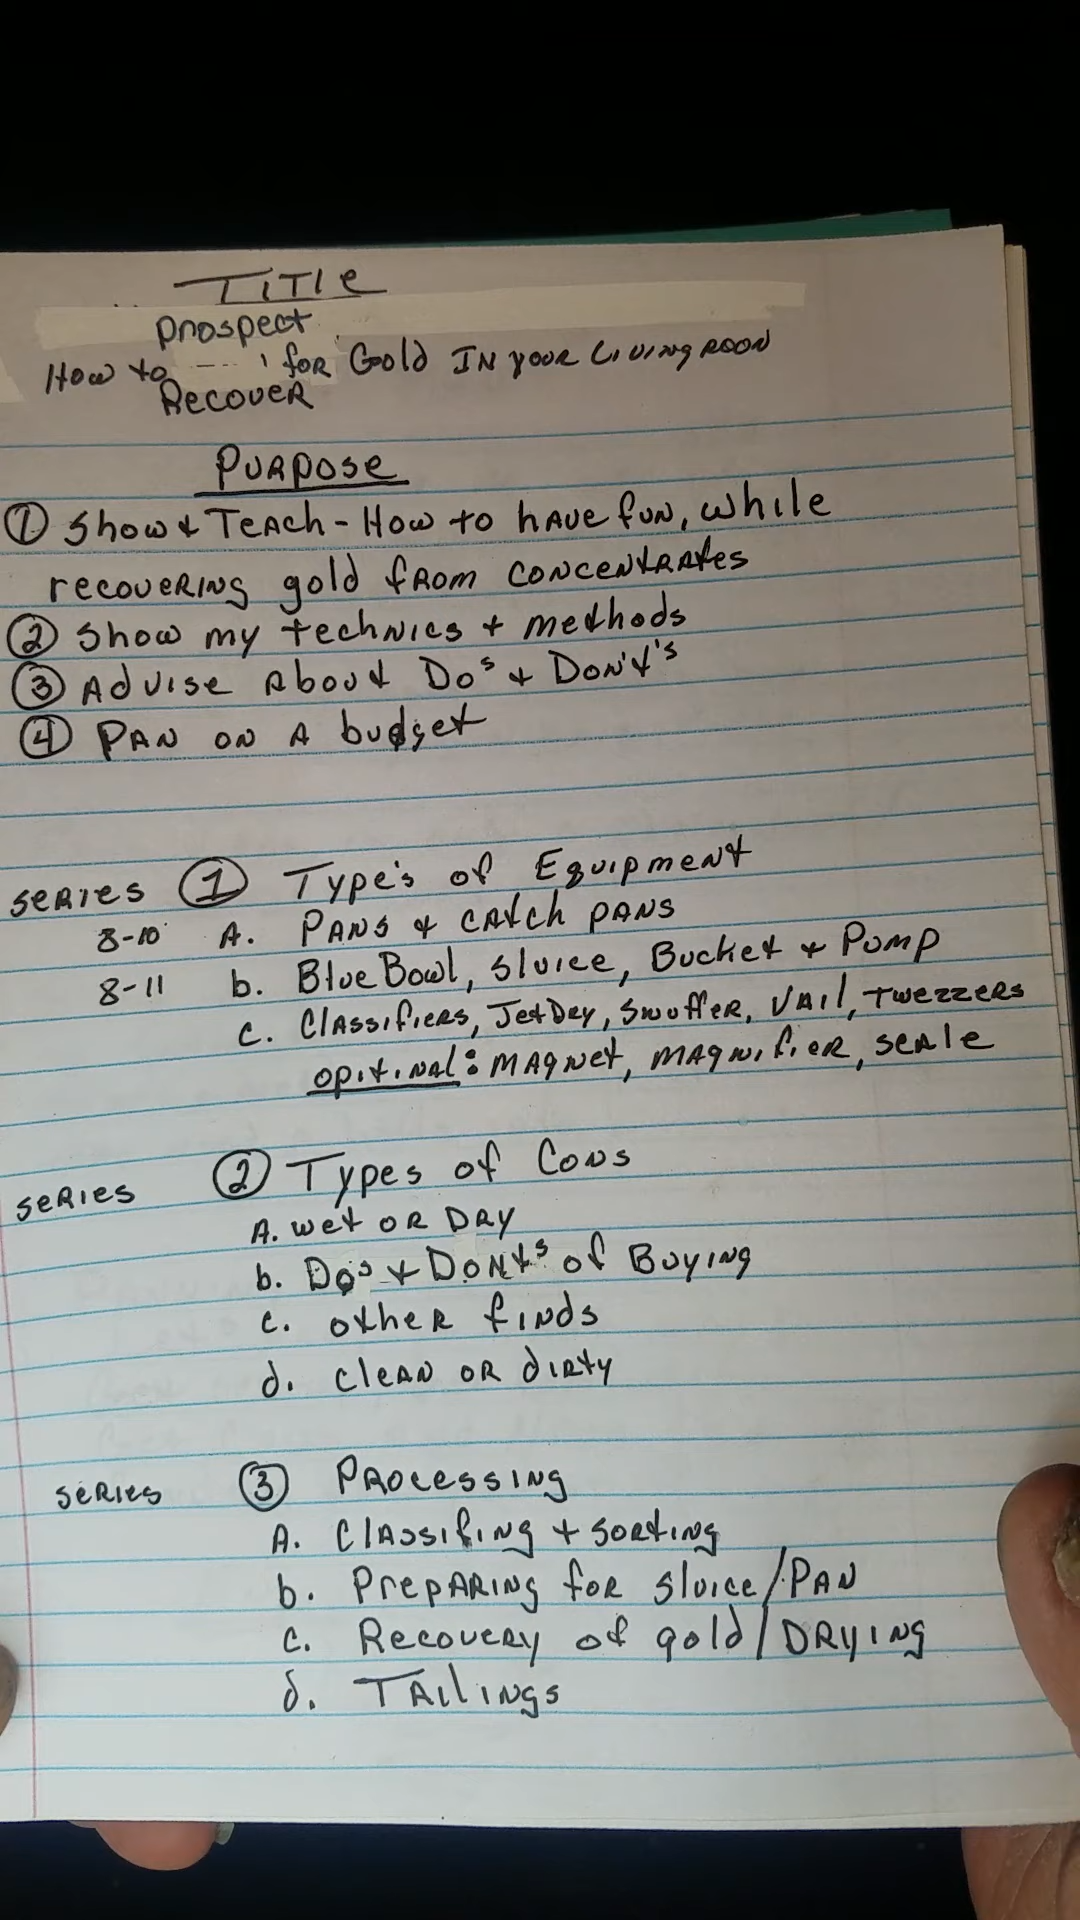 Title
Prospect
How to for Gold In your Livingroon
Recover
Purpose
① Show & Teach - How to have fun, while
recovering gold from concentrates
② Show my technics + methods
③ Advise About Do's + Don't's
④ Pan on a budget
Series ① Type's of Equipment
8-10 A. Pans & catch pans
8-11 b. Blue Bowl, sluice, Bucket & Pump
c. Classifiers, Jet Dry, Snuffer, Vail, Twezzers
opitinal: magnet, magnifier, scale
Series ② Types of Cons
A. wet or Dry
b. Do's + Dont's of Buying
c. other finds
d. clean or dirty
Series ③ Processing
A. Classifing + sorting
b. Preparing for sluice/Pan
c. Recovery of gold/Drying
d. Tailings